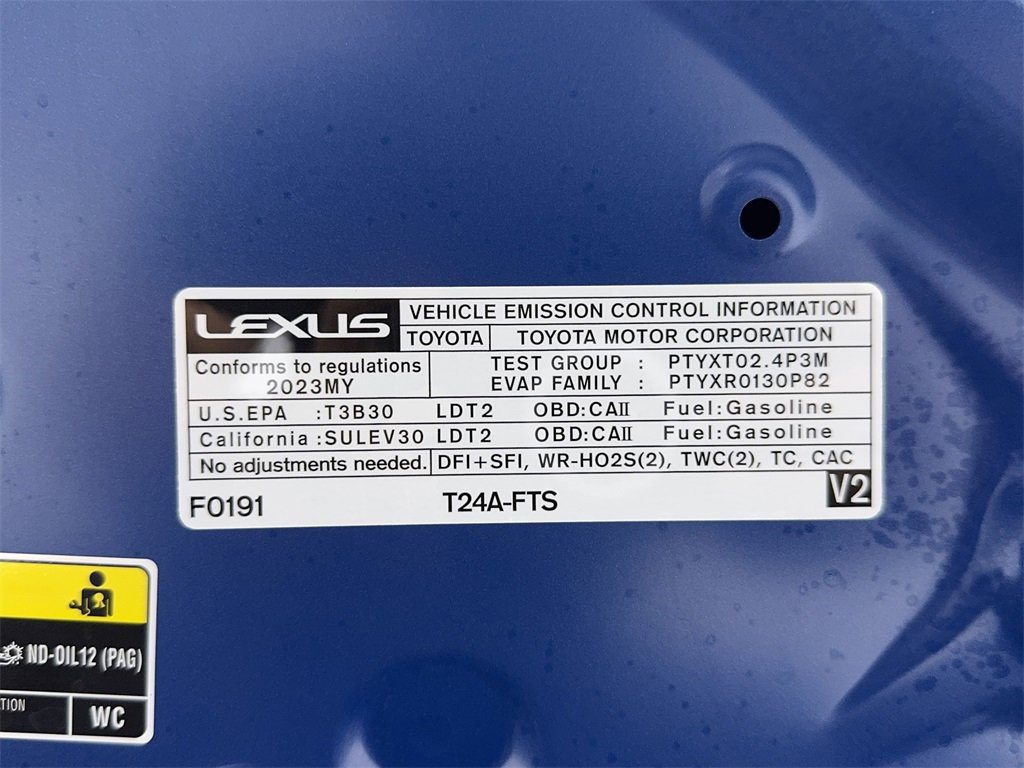 LEXUS
VEHICLE EMISSION CONTROL INFORMATION
TOYOTA TOYOTA MOTOR CORPORATION
Conforms to regulations
2023MY
TEST GROUP : PTYXT02.4P3M
EVAP FAMILY : PTYXR0130P82
U.S.EPA :T3B30 LDT2 OBD:CAII Fuel:Gasoline
California :SULEV30 LDT2 OBD:CAII Fuel:Gasoline
No adjustments needed. DFI+SFI, WR-HO2S(2), TWC(2), TC, CAC
F0191 T24A-FTS V2
ND-OIL12 (PAG)
WC